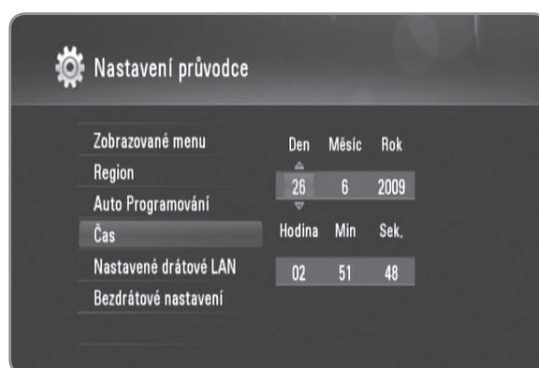 Nastavení průvodce
Zobrazované menu
Region
Auto Programování
Čas
Nastavené drátové LAN
Bezdrátové nastavení
Den Měsíc Rok
26 6 2009
Hodina Min Sek.
02 51 48